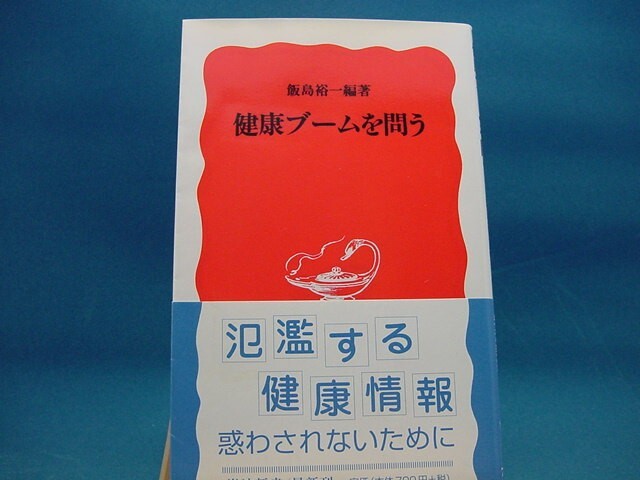 飯島裕一編著
健康ブームを問う
氾濫する
健康情報
惑わされないために